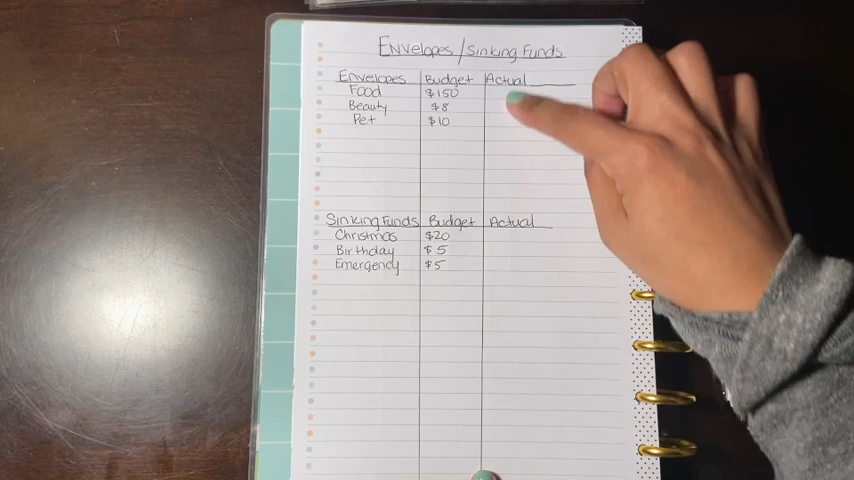 Envelopes/Sinking Funds
Envelopes Budget Actual
Food $150
Beauty $8
Pet $10
Sinking Funds Budget Actual
Christmas $20
Birthday $5
Emergency $5